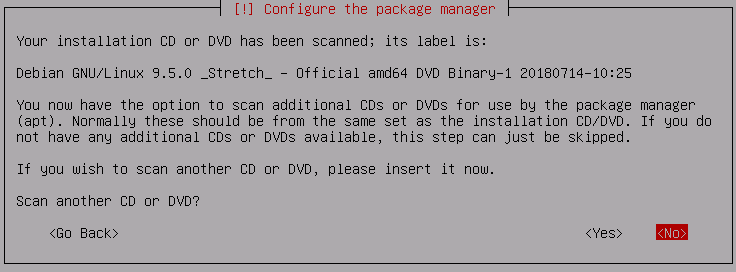 [!] Configure the package manager
Your installation CD or DVD has been scanned; its label is:
Debian GNU/Linux 9.5.0 _Stretch_ - Official amd64 DVD Binary-1 20180714-10:25
You now have the option to scan additional CDs or DVDs for use by the package manager
(apt). Normally these should be from the same set as the installation CD/DVD. If you do
not have any additional CDs or DVDs available, this step can just be skipped.
If you wish to scan another CD or DVD, please insert it now.
Scan another CD or DVD?
<Go Back> <Yes> <No>